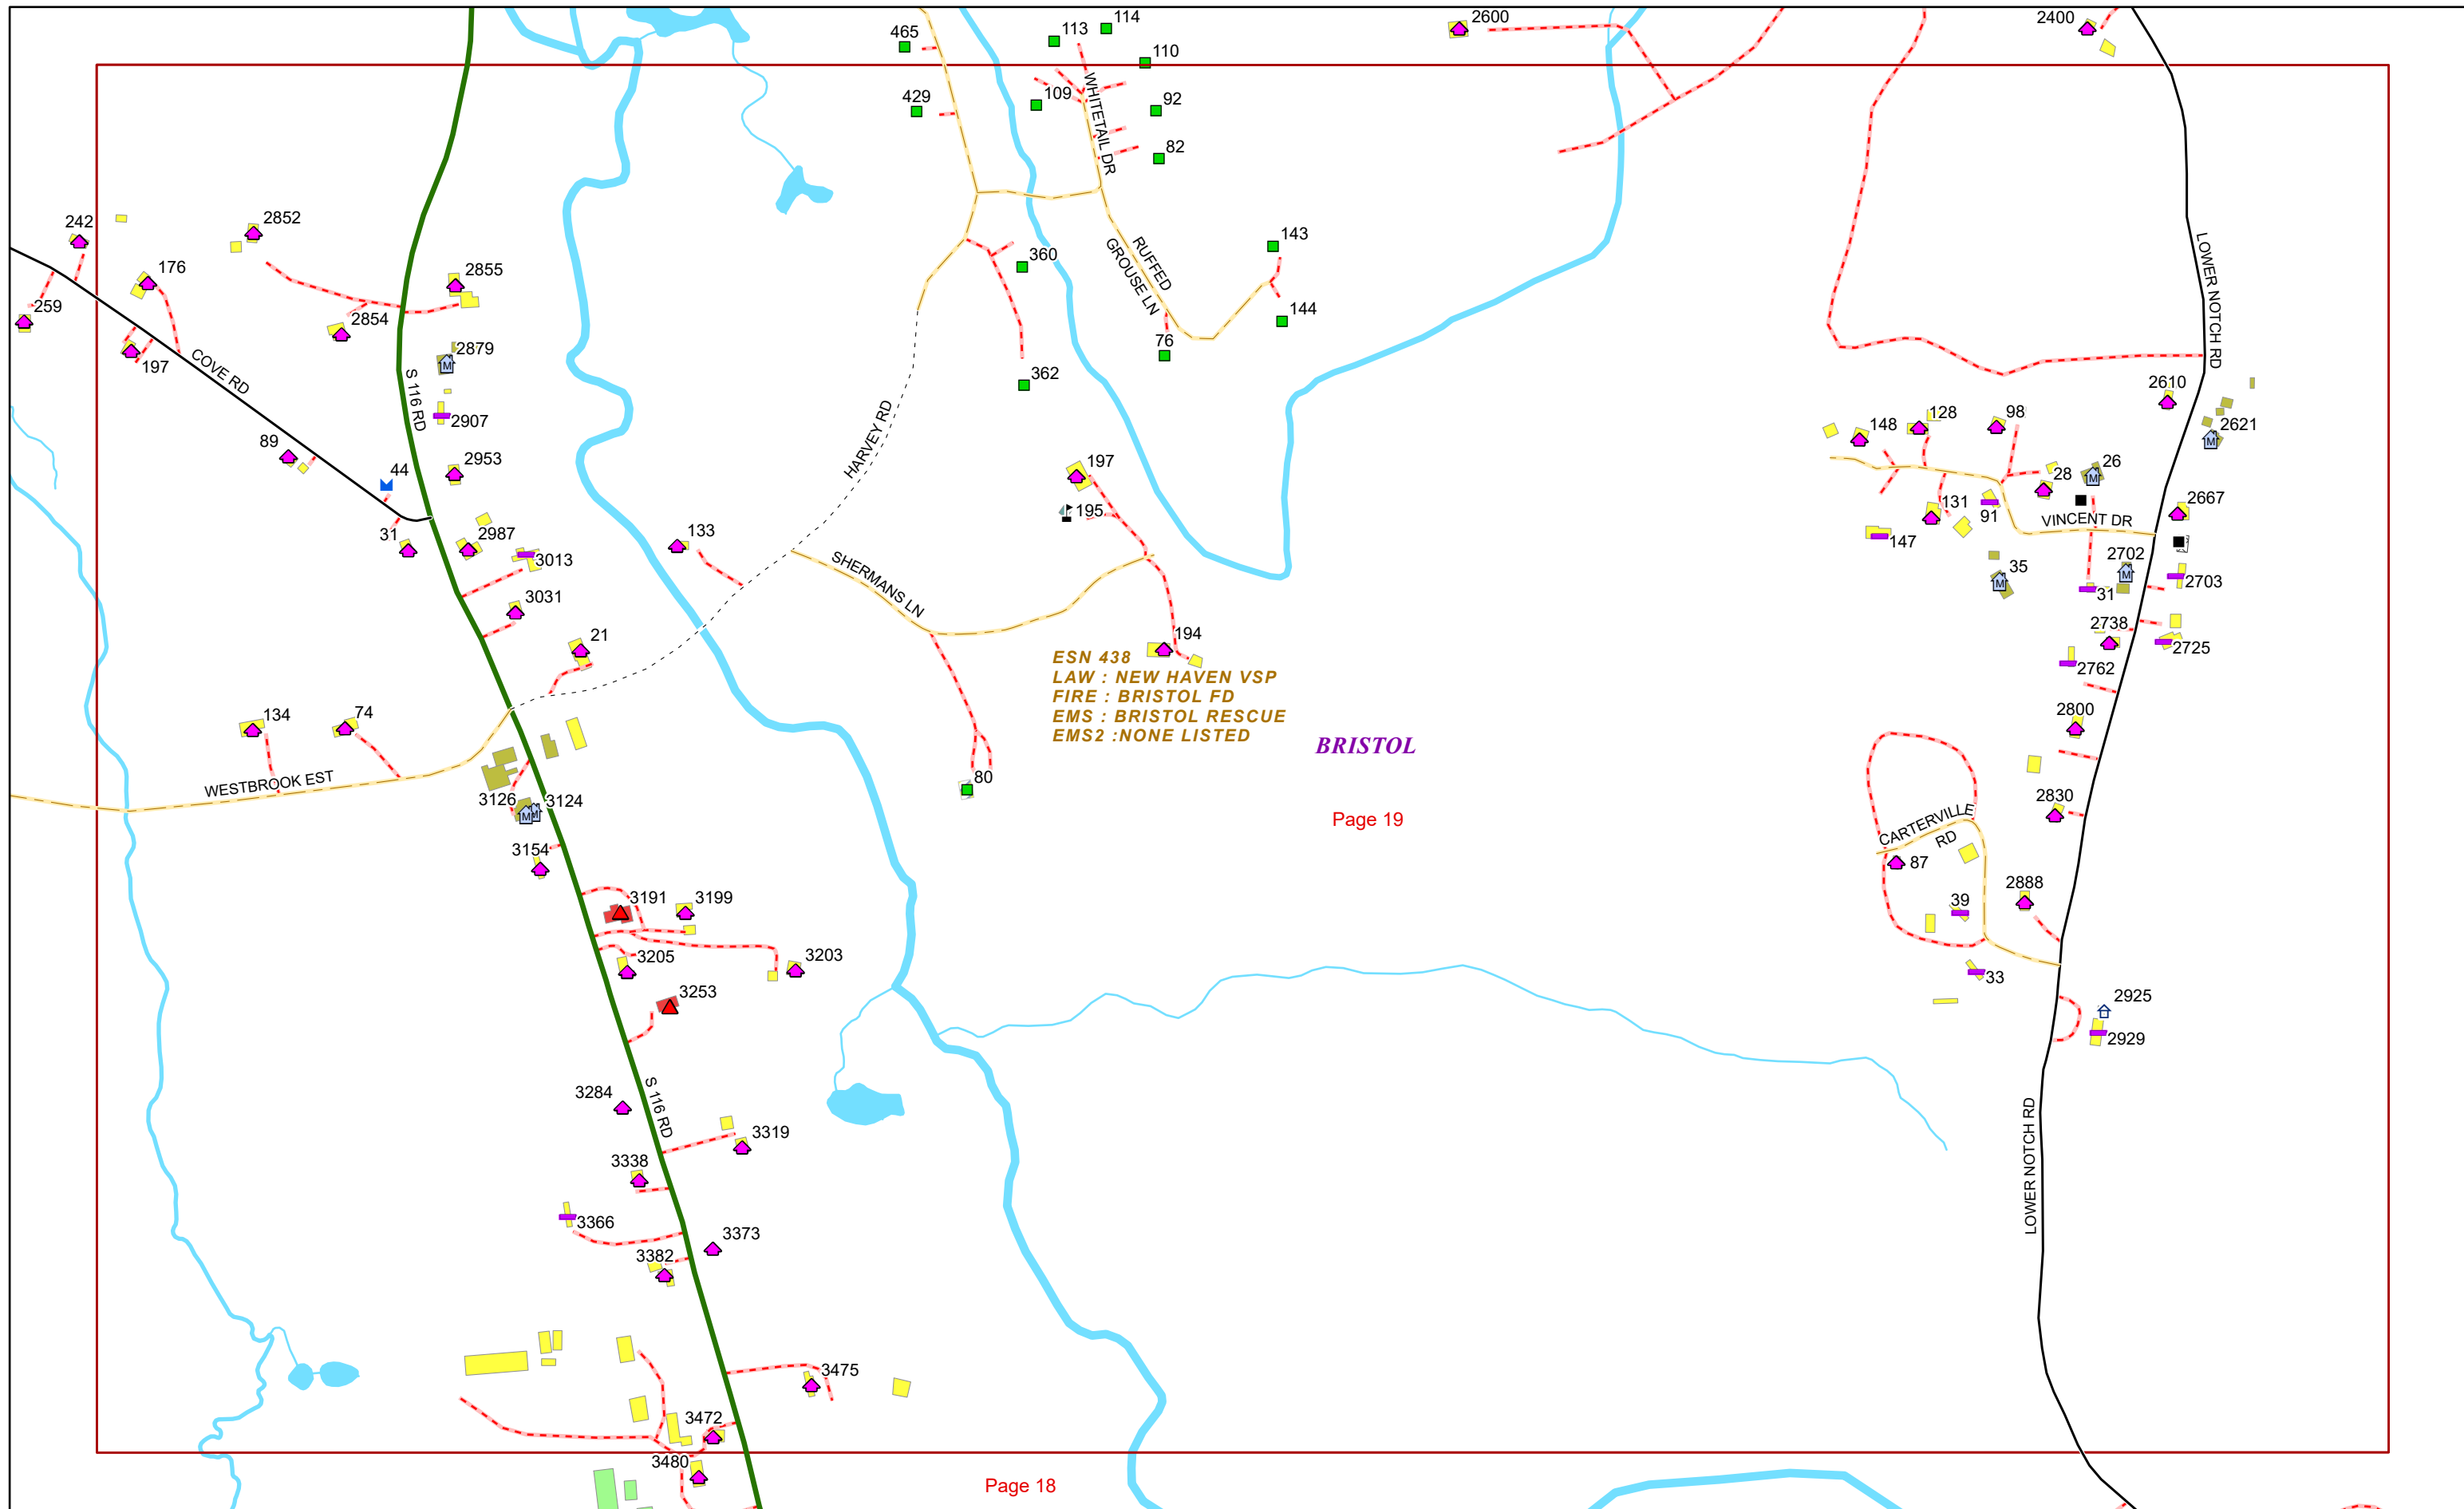 465
113
114
2600
2400
110
429
109
92
WHITETAIL DR
82
242
2852
176
2855
360
RUFFED
GROUSE LN
143
LOWER NOTCH RD
259
2854
144
197
COVE RD
2879
76
S 116 RD
362
2610
2907
HARVEY RD
148
128
98
2621
89
44
2953
197
28
26
195
131
91
2667
31
2987
133
VINCENT DR
147
3013
SHERMANS LN
35
2702
2703
3031
31
21
194
2738
2725
2762
ESN 438
LAW : NEW HAVEN VSP
FIRE : BRISTOL FD
EMS : BRISTOL RESCUE
EMS2 :NONE LISTED
134
74
2800
BRISTOL
WESTBROOK EST
80
3126
3124
2830
Page 19
CARTERVILLE
RD
3154
87
3191
3199
2888
39
3205
3203
33
3253
2925
2929
3284
S 116 RD
3319
3338
LOWER NOTCH RD
3366
3373
3382
3475
3472
3480
Page 18
M
M
M
M
M
M
M